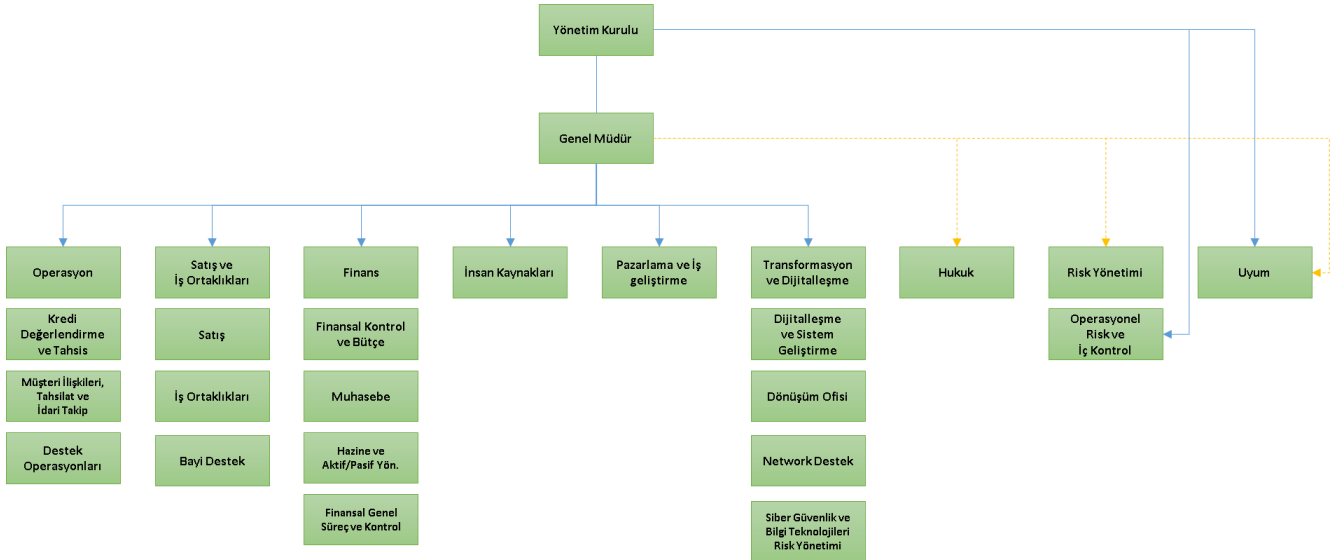 Yönetim Kurulu
Genel Müdür
Operasyon
Satış ve
İş Ortaklıkları
Finans
İnsan Kaynakları
Pazarlama ve İş
geliştirme
Transformasyon
ve Dijitalleşme
Hukuk
Risk Yönetimi
Uyum
Kredi
Değerlendirme
ve Tahsis
Satış
Finansal Kontrol
ve Bütçe
Dijitalleşme
ve Sistem
Geliştirme
Operasyonel
Risk ve
İç Kontrol
Müşteri İlişkileri,
Tahsilat ve
İdari Takip
İş Ortaklıkları
Muhasebe
Dönüşüm Ofisi
Destek
Operasyonları
Bayi Destek
Hazine ve
Aktif/Pasif Yön.
Network Destek
Finansal Genel
Süreç ve Kontrol
Siber Güvenlik ve
Bilgi Teknolojileri
Risk Yönetimi